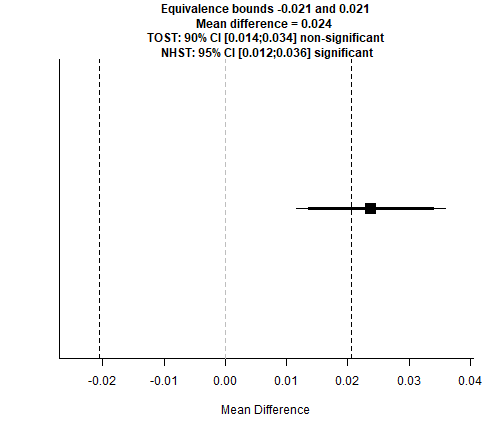 Equivalence bounds -0.021 and 0.021
Mean difference = 0.024
TOST: 90% CI [0.014;0.034] non-significant
NHST: 95% CI [0.012;0.036] significant
-0.02 -0.01 0.00 0.01 0.02 0.03 0.04
Mean Difference